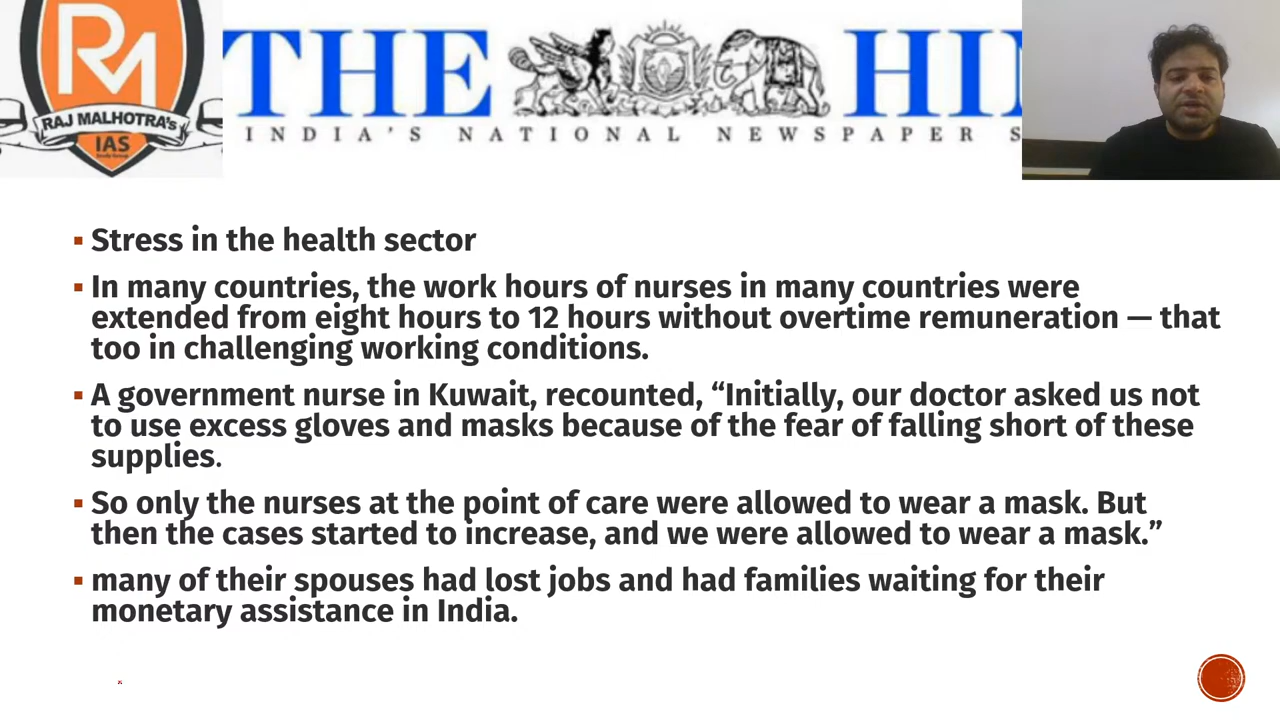 RM
RAJ MALHOTRA's
IAS
Study Group
THE HI
INDIA'S NATIONAL NEWSPAPER S
▪ Stress in the health sector
▪ In many countries, the work hours of nurses in many countries were
extended from eight hours to 12 hours without overtime remuneration — that
too in challenging working conditions.
▪ A government nurse in Kuwait, recounted, “Initially, our doctor asked us not
to use excess gloves and masks because of the fear of falling short of these
supplies.
▪ So only the nurses at the point of care were allowed to wear a mask. But
then the cases started to increase, and we were allowed to wear a mask.”
▪ many of their spouses had lost jobs and had families waiting for their
monetary assistance in India.